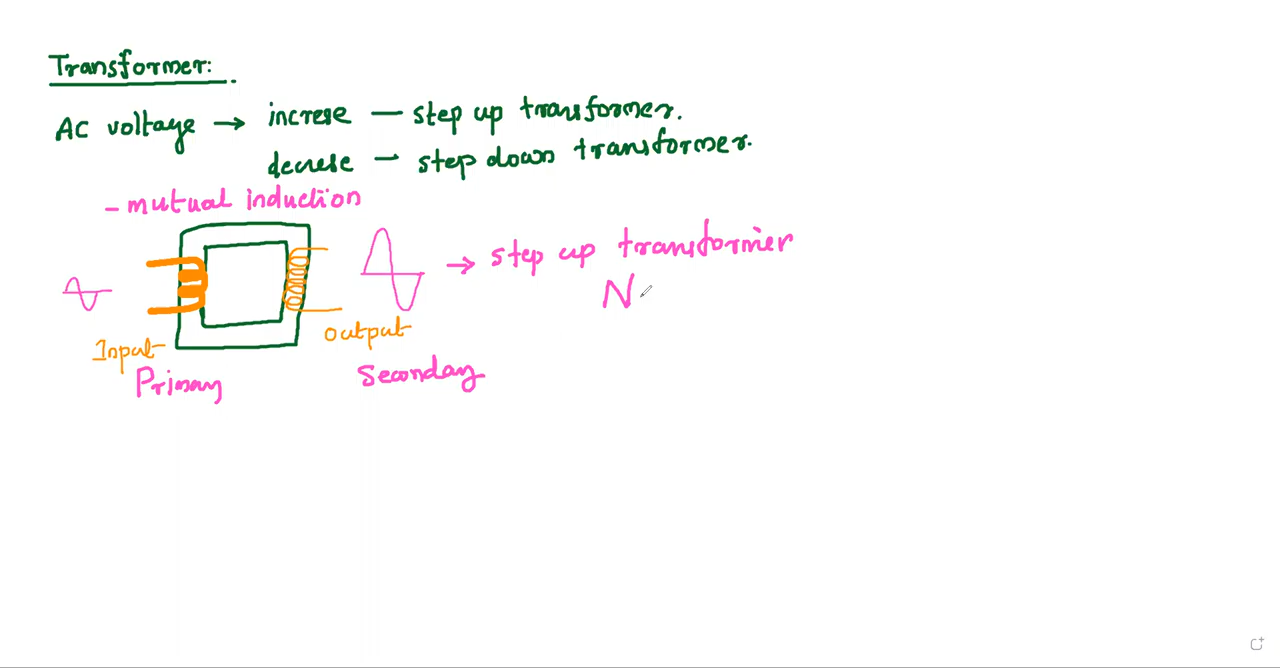 Transformer:
AC voltage → increse — step up transformer.
decrese — step down transformer.
- mutual induction
→ step up transformer
N
Input
output
Primary
Seconday